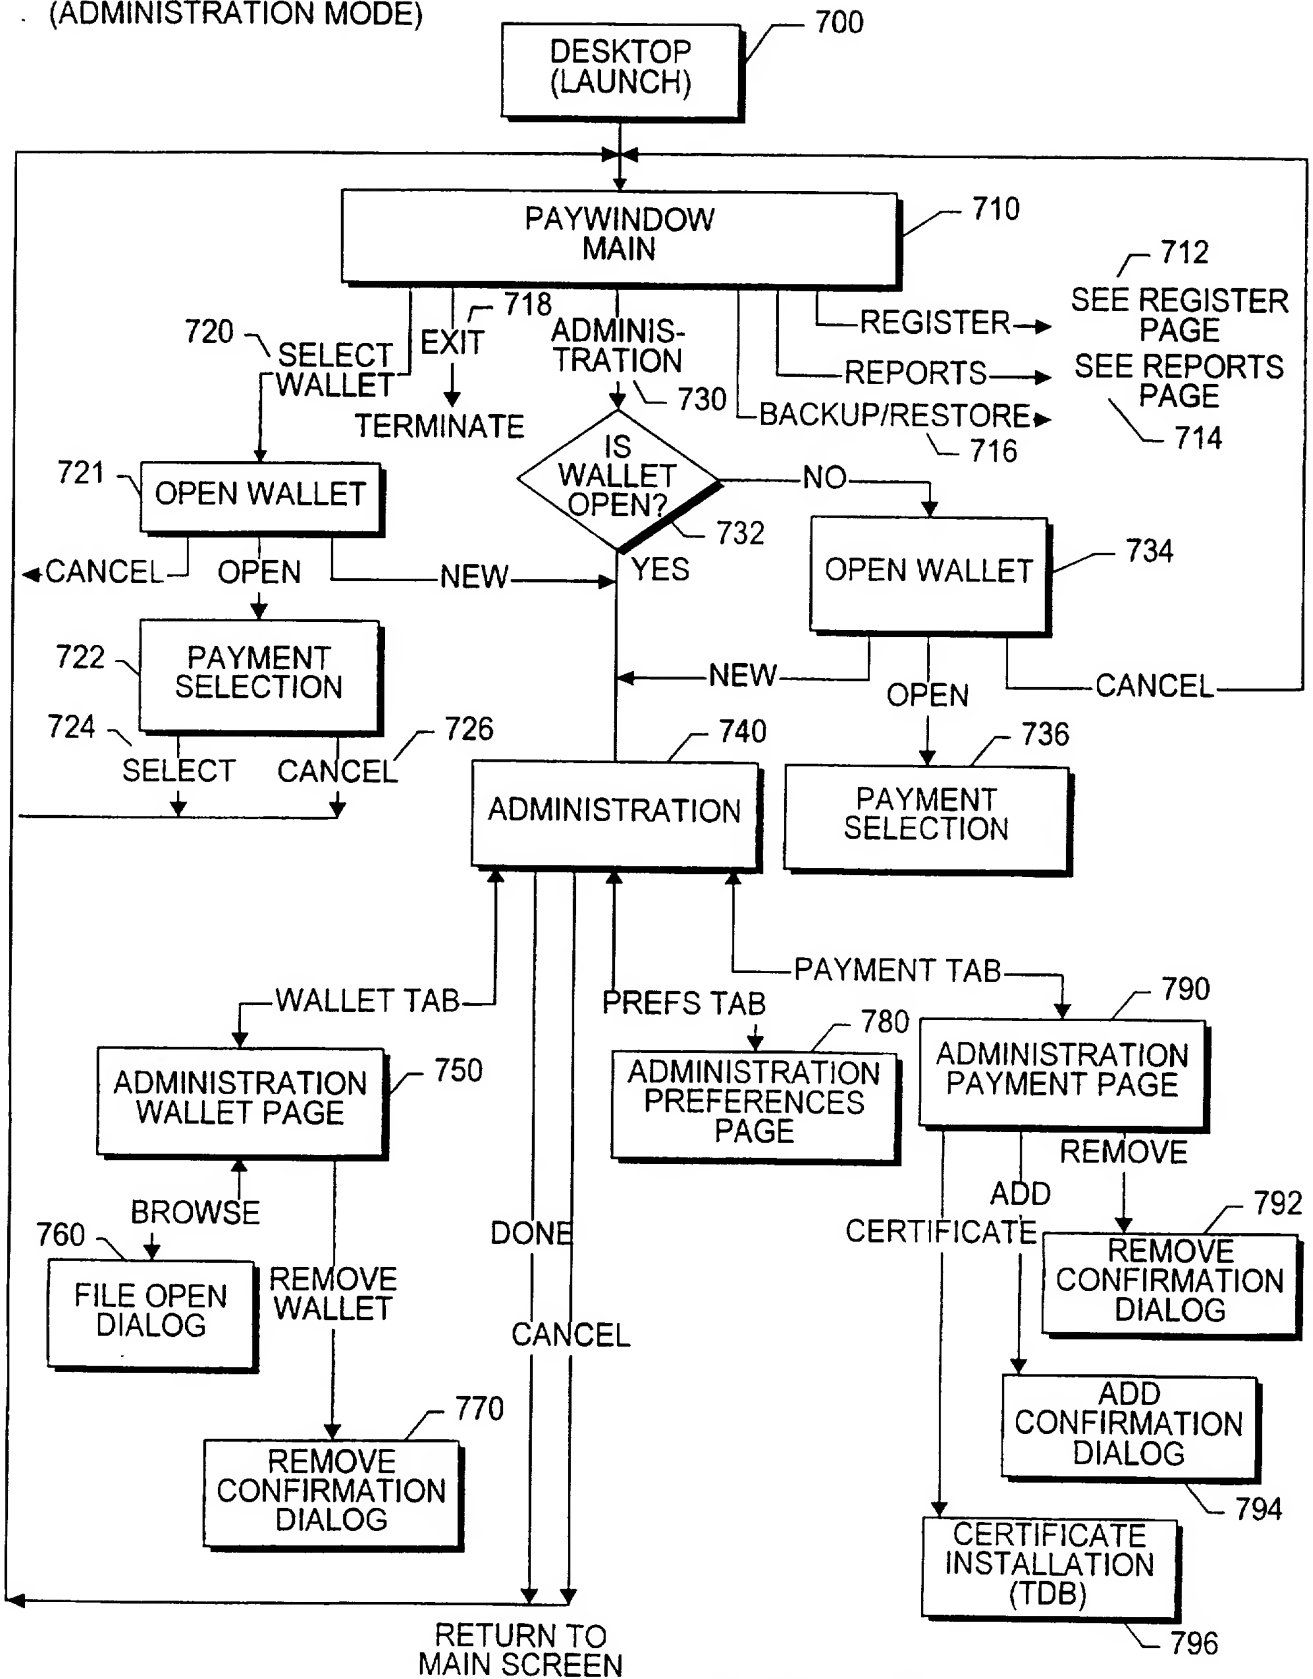 (ADMINISTRATION MODE)
DESKTOP
(LAUNCH)
700
PAYWINDOW
MAIN
710
712
SEE REGISTER
PAGE
REGISTER
SEE REPORTS
PAGE
REPORTS
714
BACKUP/RESTORE
716
718
EXIT
TERMINATE
720
SELECT
WALLET
ADMINIS-
TRATION
730
IS
WALLET
OPEN?
732
NO
YES
721
OPEN WALLET
CANCEL
OPEN
NEW
734
OPEN WALLET
NEW
OPEN
CANCEL
722
PAYMENT
SELECTION
724
SELECT
726
CANCEL
740
ADMINISTRATION
736
PAYMENT
SELECTION
WALLET TAB
PREFS TAB
PAYMENT TAB
750
ADMINISTRATION
WALLET PAGE
780
ADMINISTRATION
PREFERENCES
PAGE
790
ADMINISTRATION
PAYMENT PAGE
BROWSE
760
FILE OPEN
DIALOG
REMOVE
WALLET
770
REMOVE
CONFIRMATION
DIALOG
DONE
CANCEL
REMOVE
ADD
CERTIFICATE
792
REMOVE
CONFIRMATION
DIALOG
ADD
CONFIRMATION
DIALOG
794
CERTIFICATE
INSTALLATION
(TDB)
796
RETURN TO
MAIN SCREEN